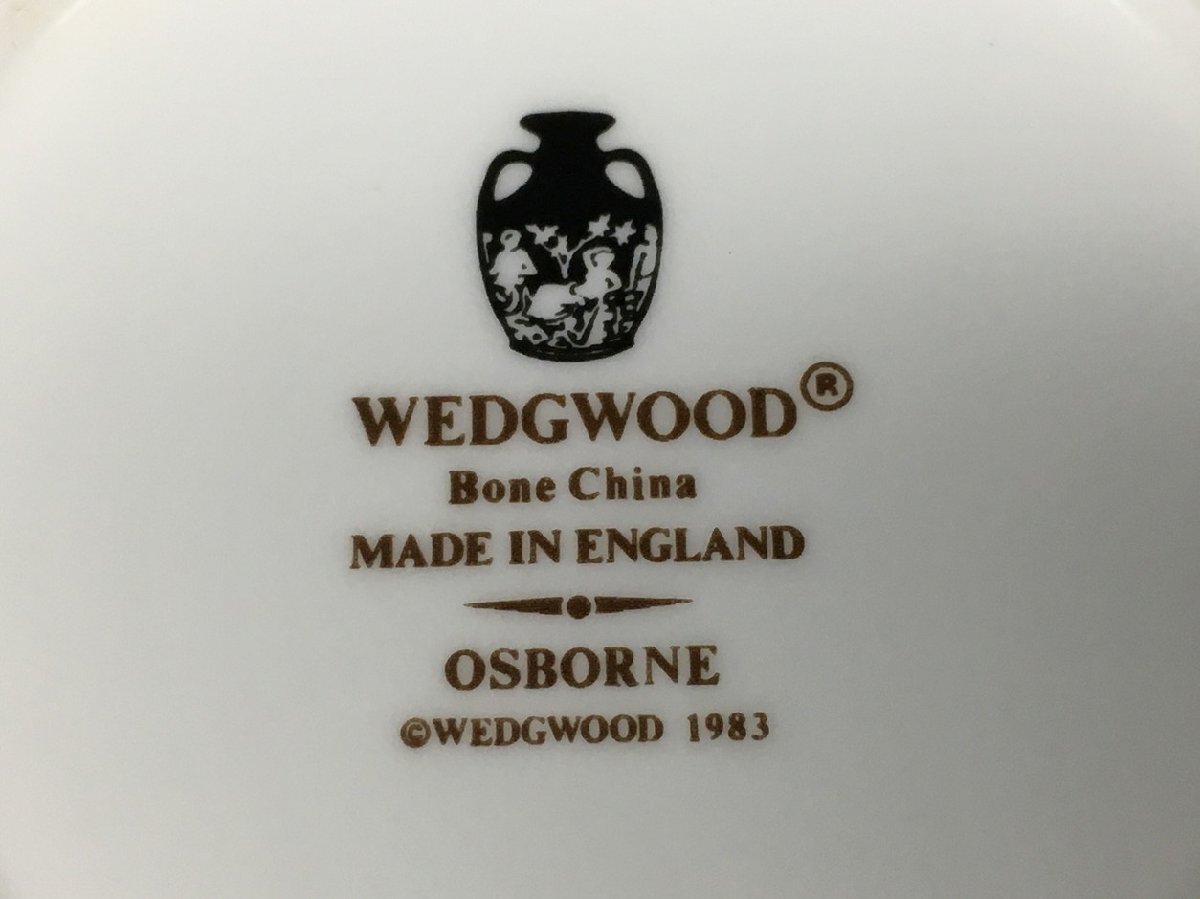 WEDGWOOD®
Bone China
MADE IN ENGLAND
OSBORNE
©WEDGWOOD 1983